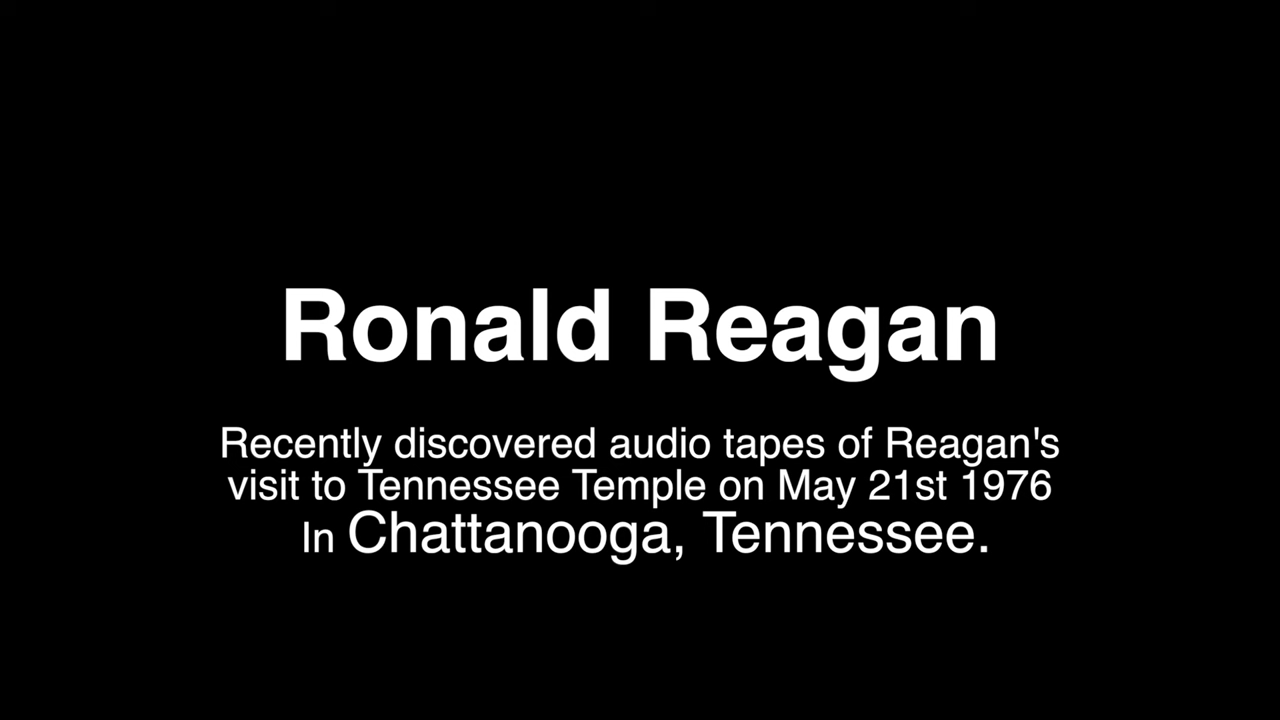 Ronald Reagan
Recently discovered audio tapes of Reagan's
visit to Tennessee Temple on May 21st 1976
In Chattanooga, Tennessee.